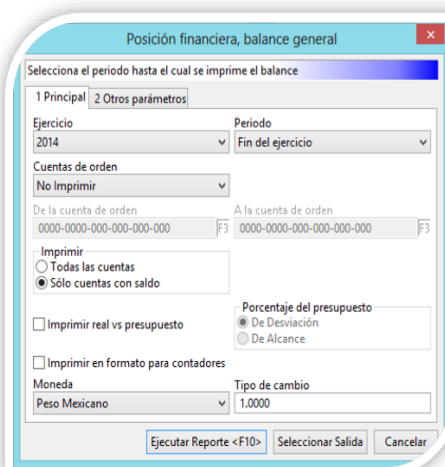 Posición financiera, balance general
Selecciona el periodo hasta el cual se imprime el balance
1 Principal 2 Otros parámetros
Ejercicio Periodo
2014 Fin del ejercicio
Cuentas de orden
No Imprimir
De la cuenta de orden A la cuenta de orden
0000-0000-000-000-000-000 F3 0000-0000-000-000-000-000 F3
Imprimir
Todas las cuentas
Sólo cuentas con saldo
Porcentaje del presupuesto
Imprimir real vs presupuesto De Desviación
De Alcance
Imprimir en formato para contadores
Moneda Tipo de cambio
Peso Mexicano 1.0000
Ejecutar Reporte <F10> Seleccionar Salida Cancelar